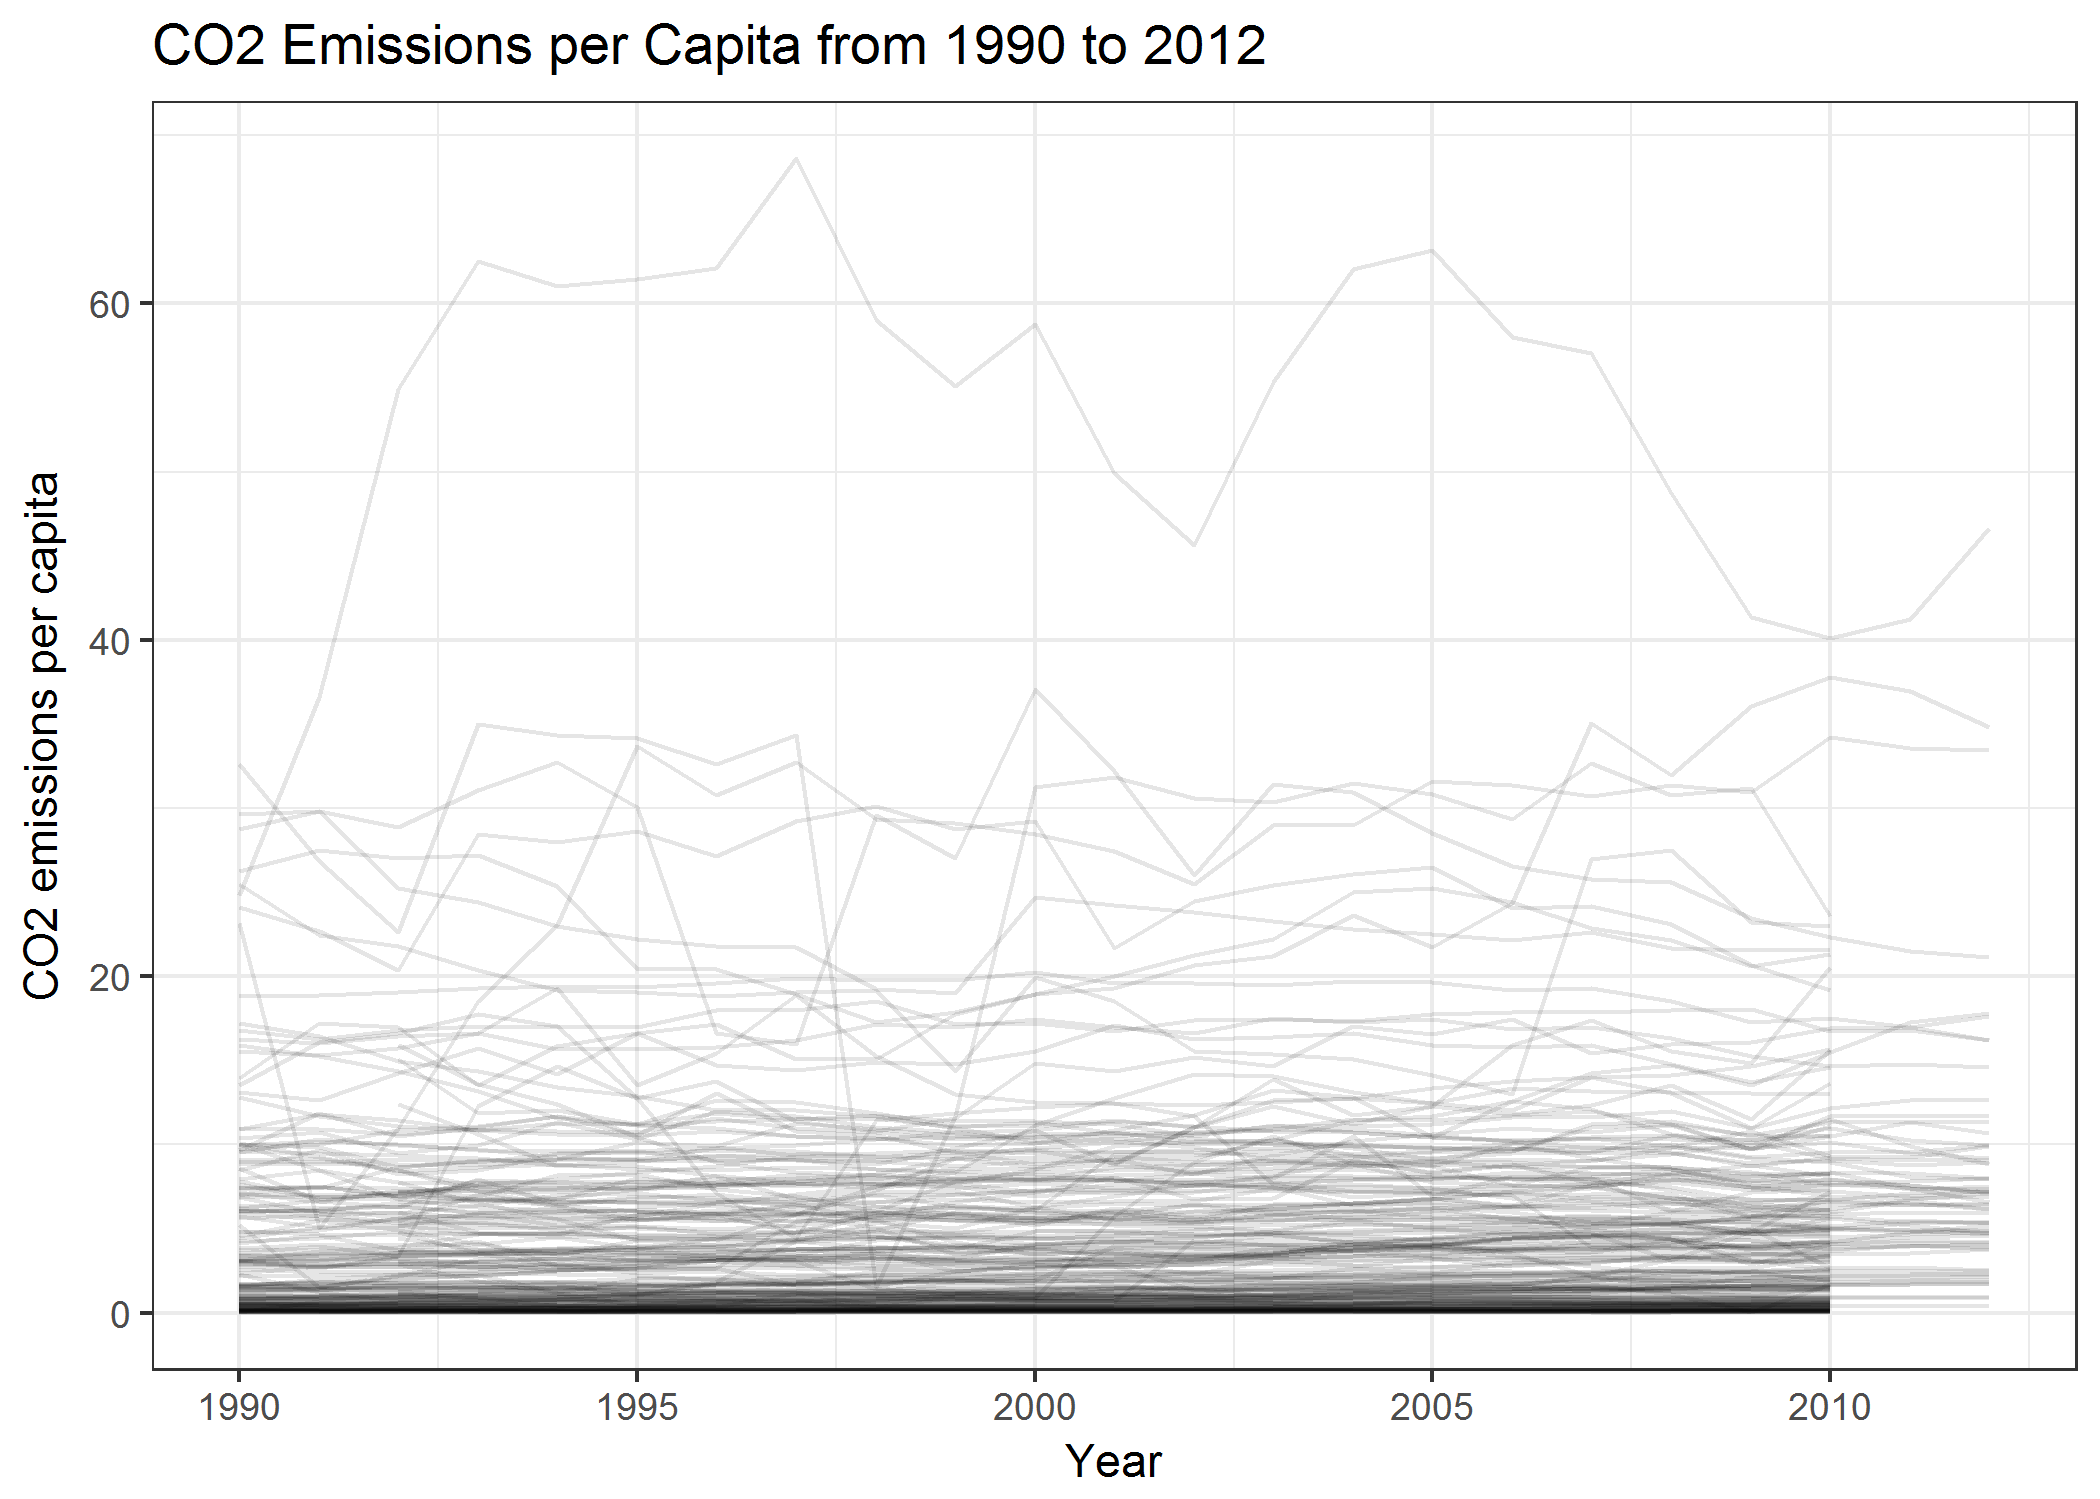 CO2 Emissions per Capita from 1990 to 2012
CO2 emissions per capita
60
40
20
0
1990 1995 2000 2005 2010
Year